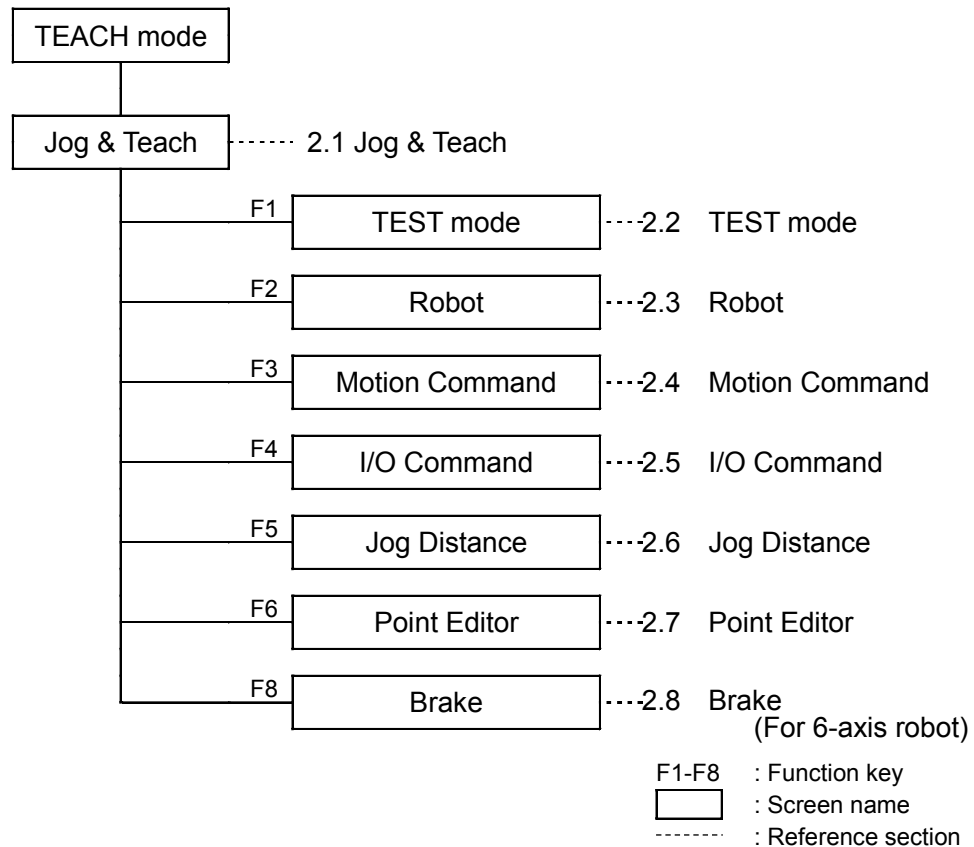 TEACH mode
Jog & Teach 2.1 Jog & Teach
F1 TEST mode 2.2 TEST mode
F2 Robot 2.3 Robot
F3 Motion Command 2.4 Motion Command
F4 I/O Command 2.5 I/O Command
F5 Jog Distance 2.6 Jog Distance
F6 Point Editor 2.7 Point Editor
F8 Brake 2.8 Brake
(For 6-axis robot)
F1-F8 : Function key
: Screen name
: Reference section